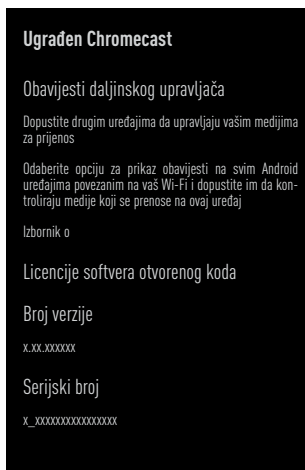 Ugrađen Chromecast
Obavijesti daljinskog upravljača
Dopustite drugim uređajima da upravljaju vašim medijima
za prijenos
Odaberite opciju za prikaz obavijesti na svim Android
uređajima povezanim na vaš Wi-Fi i dopustite im da kon-
troliraju medije koji se prenose na ovaj uređaj
Izbornik o
Licencije softvera otvorenog koda
Broj verzije
x.xx.xxxxxx
Serijski broj
x_xxxxxxxxxxxxxxx